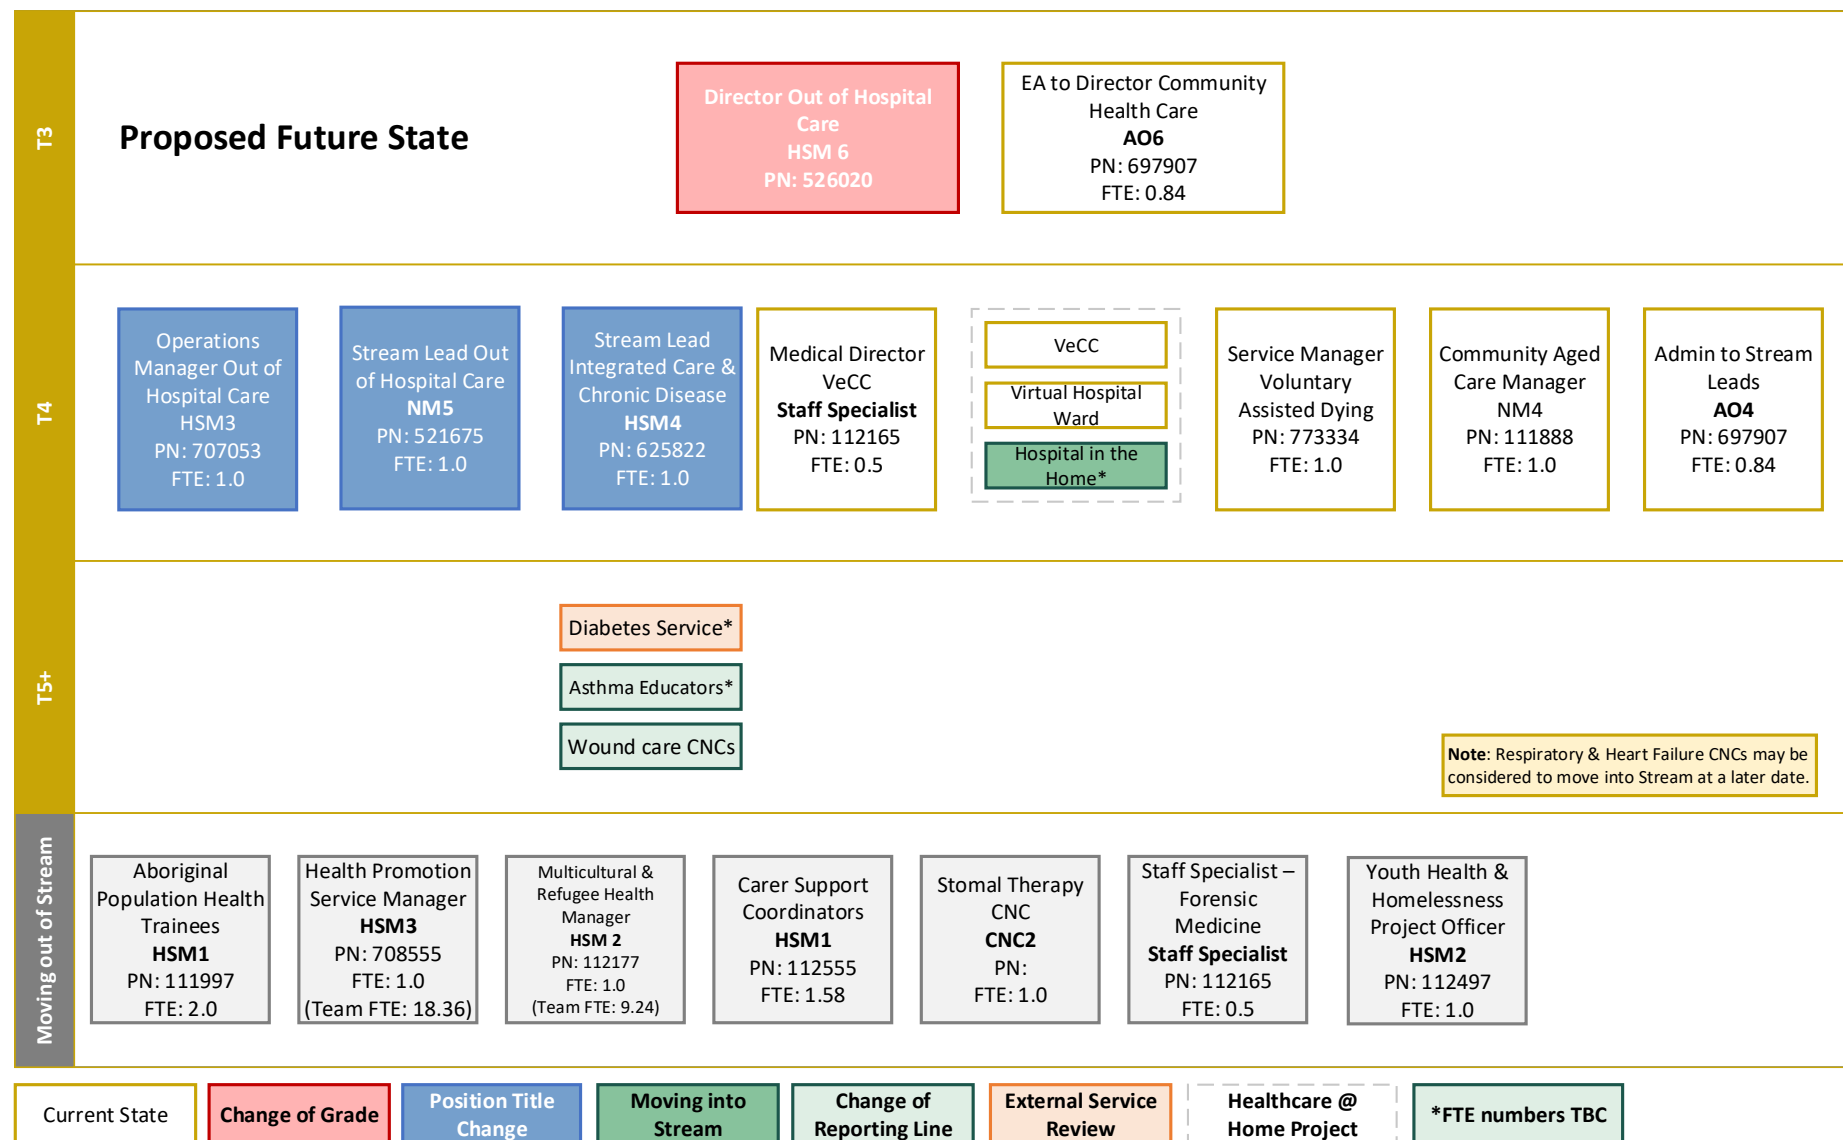 T3
Proposed Future State
Director Out of Hospital
Care
HSM 6
PN: 526020
EA to Director Community
Health Care
AO6
PN: 697907
FTE: 0.84
T4
Operations
Manager Out of
Hospital Care
HSM3
PN: 707053
FTE: 1.0
Stream Lead Out
of Hospital Care
NM5
PN: 521675
FTE: 1.0
Stream Lead
Integrated Care &
Chronic Disease
HSM4
PN: 625822
FTE: 1.0
Medical Director
VeCC
Staff Specialist
PN: 112165
FTE: 0.5
VeCC
Virtual Hospital
Ward
Hospital in the
Home*
Service Manager
Voluntary
Assisted Dying
PN: 773334
FTE: 1.0
Community Aged
Care Manager
NM4
PN: 111888
FTE: 1.0
Admin to Stream
Leads
AO4
PN: 697907
FTE: 0.84
T5+
Diabetes Service*
Asthma Educators*
Wound care CNCs
Note: Respiratory & Heart Failure CNCs may be
considered to move into Stream at a later date.
Moving out of Stream
Aboriginal
Population Health
Trainees
HSM1
PN: 111997
FTE: 2.0
Health Promotion
Service Manager
HSM3
PN: 708555
FTE: 1.0
(Team FTE: 18.36)
Multicultural &
Refugee Health
Manager
HSM 2
PN: 112177
FTE: 1.0
(Team FTE: 9.24)
Carer Support
Coordinators
HSM1
PN: 112555
FTE: 1.58
Stomal Therapy
CNC
CNC2
PN:
FTE: 1.0
Staff Specialist –
Forensic
Medicine
Staff Specialist
PN: 112165
FTE: 0.5
Youth Health &
Homelessness
Project Officer
HSM2
PN: 112497
FTE: 1.0
Current State
Change of Grade
Position Title
Change
Moving into
Stream
Change of
Reporting Line
External Service
Review
Healthcare @
Home Project
*FTE numbers TBC